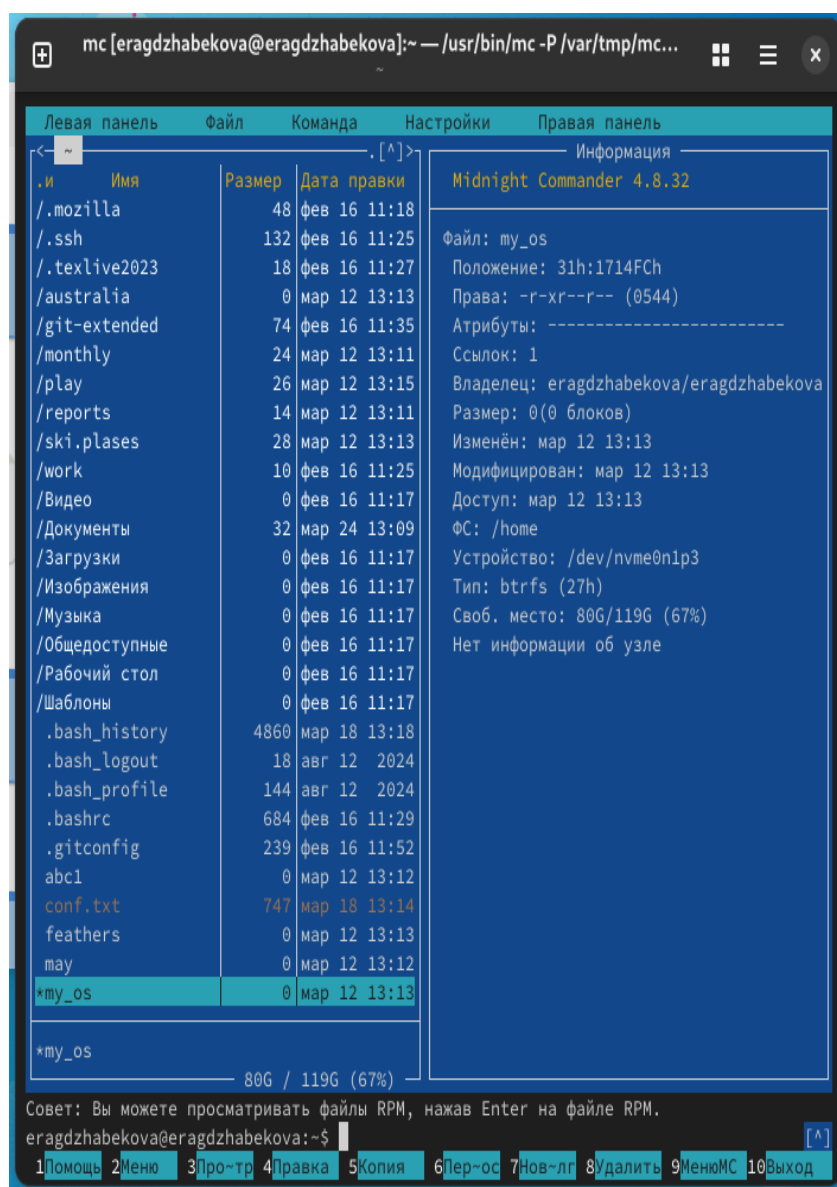 mc [eragdzhabekova@eragdzhabekova]:~ — /usr/bin/mc -P /var/tmp/mc...
~
Левая панель Файл Команда Настройки Правая панель
<- ~ .[^]>
.и Имя Размер Дата правки
/.mozilla 48 фев 16 11:18
/.ssh 132 фев 16 11:25
/.texlive2023 18 фев 16 11:27
/australia 0 мар 12 13:13
/git-extended 74 фев 16 11:35
/monthly 24 мар 12 13:11
/play 26 мар 12 13:15
/reports 14 мар 12 13:11
/ski.plases 28 мар 12 13:13
/work 10 фев 16 11:25
/Видео 0 фев 16 11:17
/Документы 32 мар 24 13:09
/Загрузки 0 фев 16 11:17
/Изображения 0 фев 16 11:17
/Музыка 0 фев 16 11:17
/Общедоступные 0 фев 16 11:17
/Рабочий стол 0 фев 16 11:17
/Шаблоны 0 фев 16 11:17
.bash_history 4860 мар 18 13:18
.bash_logout 18 авг 12 2024
.bash_profile 144 авг 12 2024
.bashrc 684 фев 16 11:29
.gitconfig 239 фев 16 11:52
abc1 0 мар 12 13:12
conf.txt 747 мар 18 13:14
feathers 0 мар 12 13:13
may 0 мар 12 13:12
*my_os 0 мар 12 13:13
*my_os
80G / 119G (67%)
Информация
Midnight Commander 4.8.32
Файл: my_os
Положение: 31h:1714FCh
Права: -r-xr--r-- (0544)
Атрибуты: -------------------------
Ссылок: 1
Владелец: eragdzhabekova/eragdzhabekova
Размер: 0(0 блоков)
Изменён: мар 12 13:13
Модифицирован: мар 12 13:13
Доступ: мар 12 13:13
ФС: /home
Устройство: /dev/nvme0n1p3
Тип: btrfs (27h)
Своб. место: 80G/119G (67%)
Нет информации об узле
Совет: Вы можете просматривать файлы RPM, нажав Enter на файле RPM.
eragdzhabekova@eragdzhabekova:~$ [^]
1Помощь 2Меню 3Про~тр 4Правка 5Копия 6Пер~ос 7Нов~лг 8Удалить 9МенюМС 10Выход